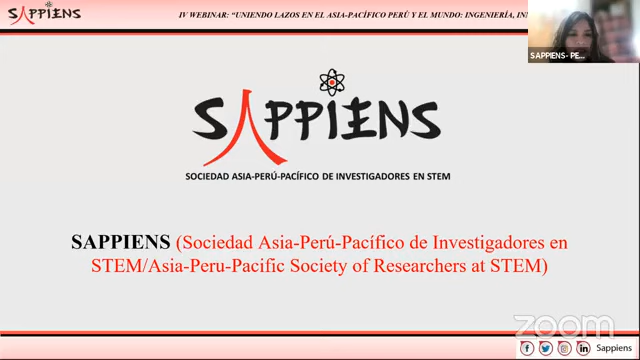 SAPPIENS
IV WEBINAR: “UNIENDO LAZOS EN EL ASIA-PACÍFICO PERÚ Y EL MUNDO: INGENIERÍA,
SAPPIENS- PE...
SAPPIENS
SOCIEDAD ASIA-PERÚ-PACÍFICO DE INVESTIGADORES EN STEM
SAPPIENS (Sociedad Asia-Perú-Pacífico de Investigadores en
STEM/Asia-Peru-Pacific Society of Researchers at STEM)
zoom
Sappiens